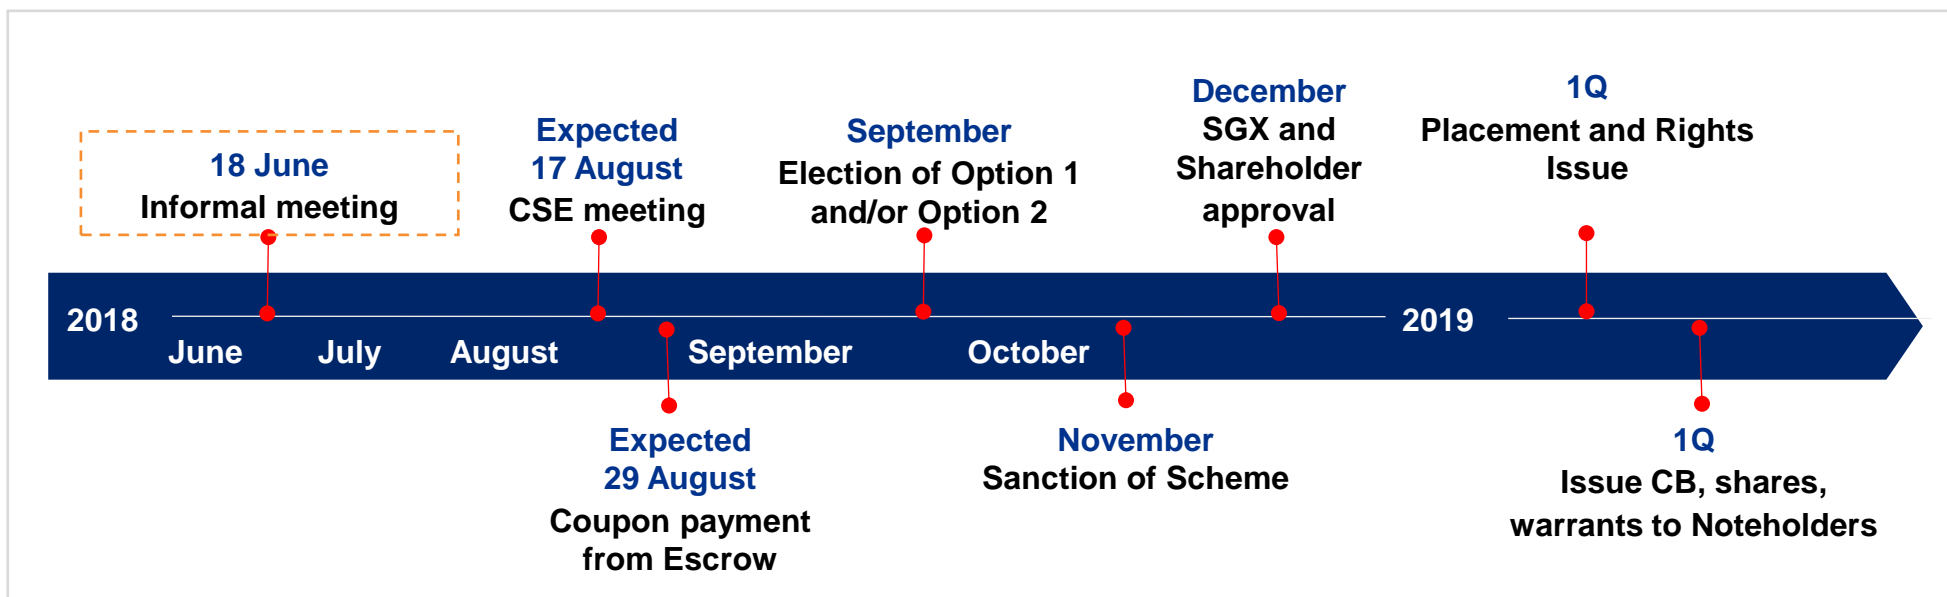 18 June
Informal meeting
Expected
17 August
CSE meeting
September
Election of Option 1
and/or Option 2
December
SGX and
Shareholder
approval
1Q
Placement and Rights
Issue
2018
2019
June
July
August
September
October
Expected
29 August
Coupon payment
from Escrow
November
Sanction of Scheme
1Q
Issue CB, shares,
warrants to Noteholders